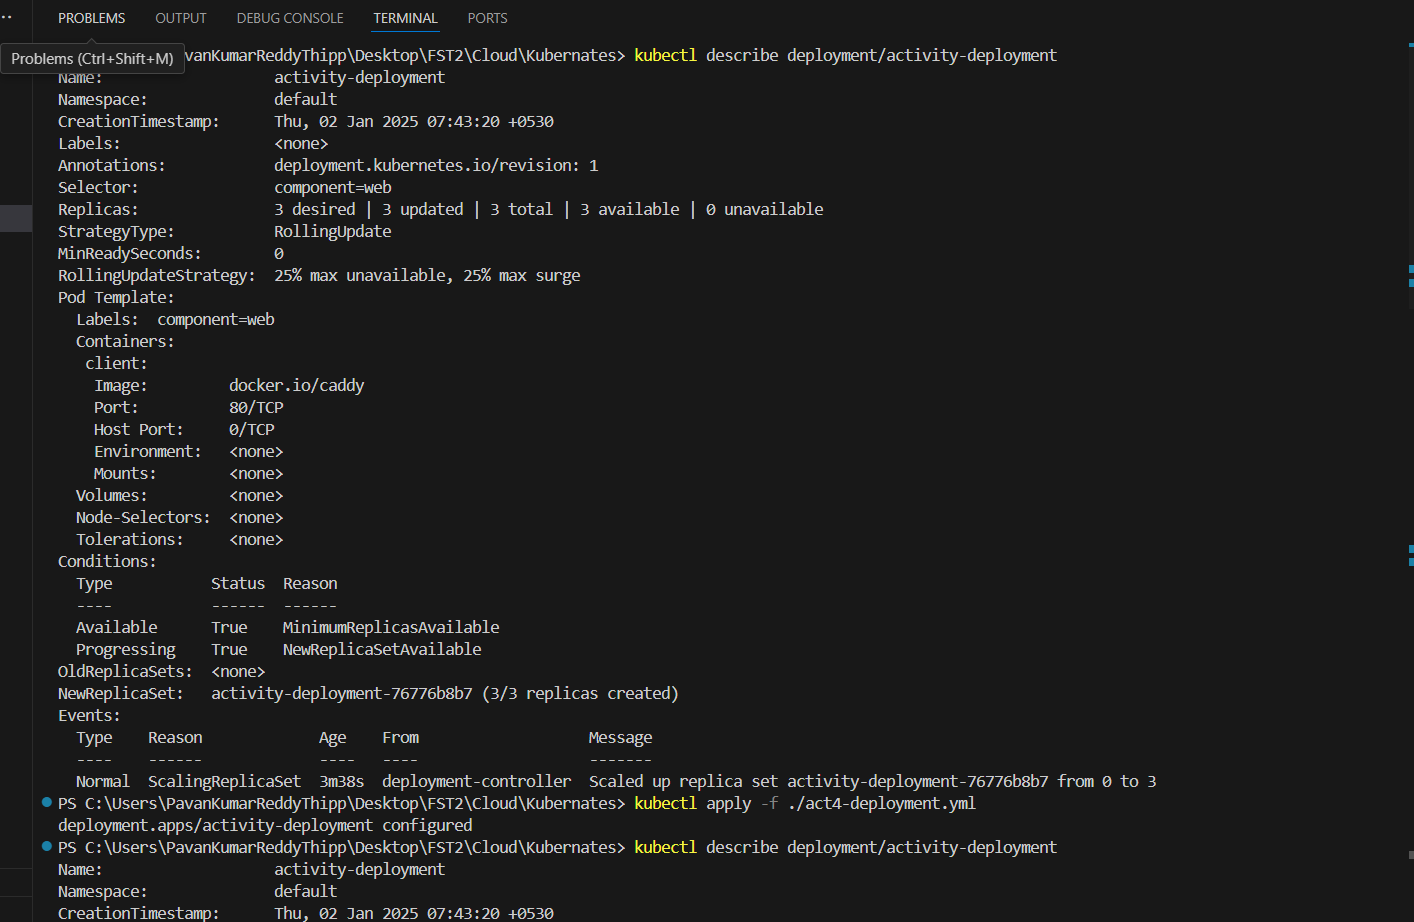 PROBLEMS OUTPUT DEBUG CONSOLE TERMINAL PORTS
Problems (Ctrl+Shift+M)
vanKumarReddyThipp\Desktop\FST2\Cloud\Kubernates> kubectl describe deployment/activity-deployment
Name: activity-deployment
Namespace: default
CreationTimestamp: Thu, 02 Jan 2025 07:43:20 +0530
Labels: <none>
Annotations: deployment.kubernetes.io/revision: 1
Selector: component=web
Replicas: 3 desired | 3 updated | 3 total | 3 available | 0 unavailable
StrategyType: RollingUpdate
MinReadySeconds: 0
RollingUpdateStrategy: 25% max unavailable, 25% max surge
Pod Template:
Labels: component=web
Containers:
client:
Image: docker.io/caddy
Port: 80/TCP
Host Port: 0/TCP
Environment: <none>
Mounts: <none>
Volumes: <none>
Node-Selectors: <none>
Tolerations: <none>
Conditions:
Type Status Reason
---- ------ ------
Available True MinimumReplicasAvailable
Progressing True NewReplicaSetAvailable
OldReplicaSets: <none>
NewReplicaSet: activity-deployment-76776b8b7 (3/3 replicas created)
Events:
Type Reason Age From Message
---- ------ ---- ---- -------
Normal ScalingReplicaSet 3m38s deployment-controller Scaled up replica set activity-deployment-76776b8b7 from 0 to 3
PS C:\Users\PavanKumarReddyThipp\Desktop\FST2\Cloud\Kubernates> kubectl apply -f ./act4-deployment.yml
deployment.apps/activity-deployment configured
PS C:\Users\PavanKumarReddyThipp\Desktop\FST2\Cloud\Kubernates> kubectl describe deployment/activity-deployment
Name: activity-deployment
Namespace: default
CreationTimestamp: Thu, 02 Jan 2025 07:43:20 +0530